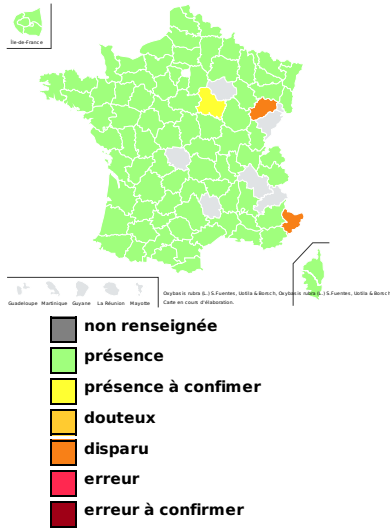 Île-de-France
Guadeloupe Martinique Guyane La Réunion Mayotte
Oxybasis rubra (L.) S.Fuentes, Uotila & Borsch, Oxybasis rubra (L.) S.Fuentes, Uotila & Borsch
Carte en cours d'élaboration.
non renseignée
présence
présence à confimer
douteux
disparu
erreur
erreur à confirmer